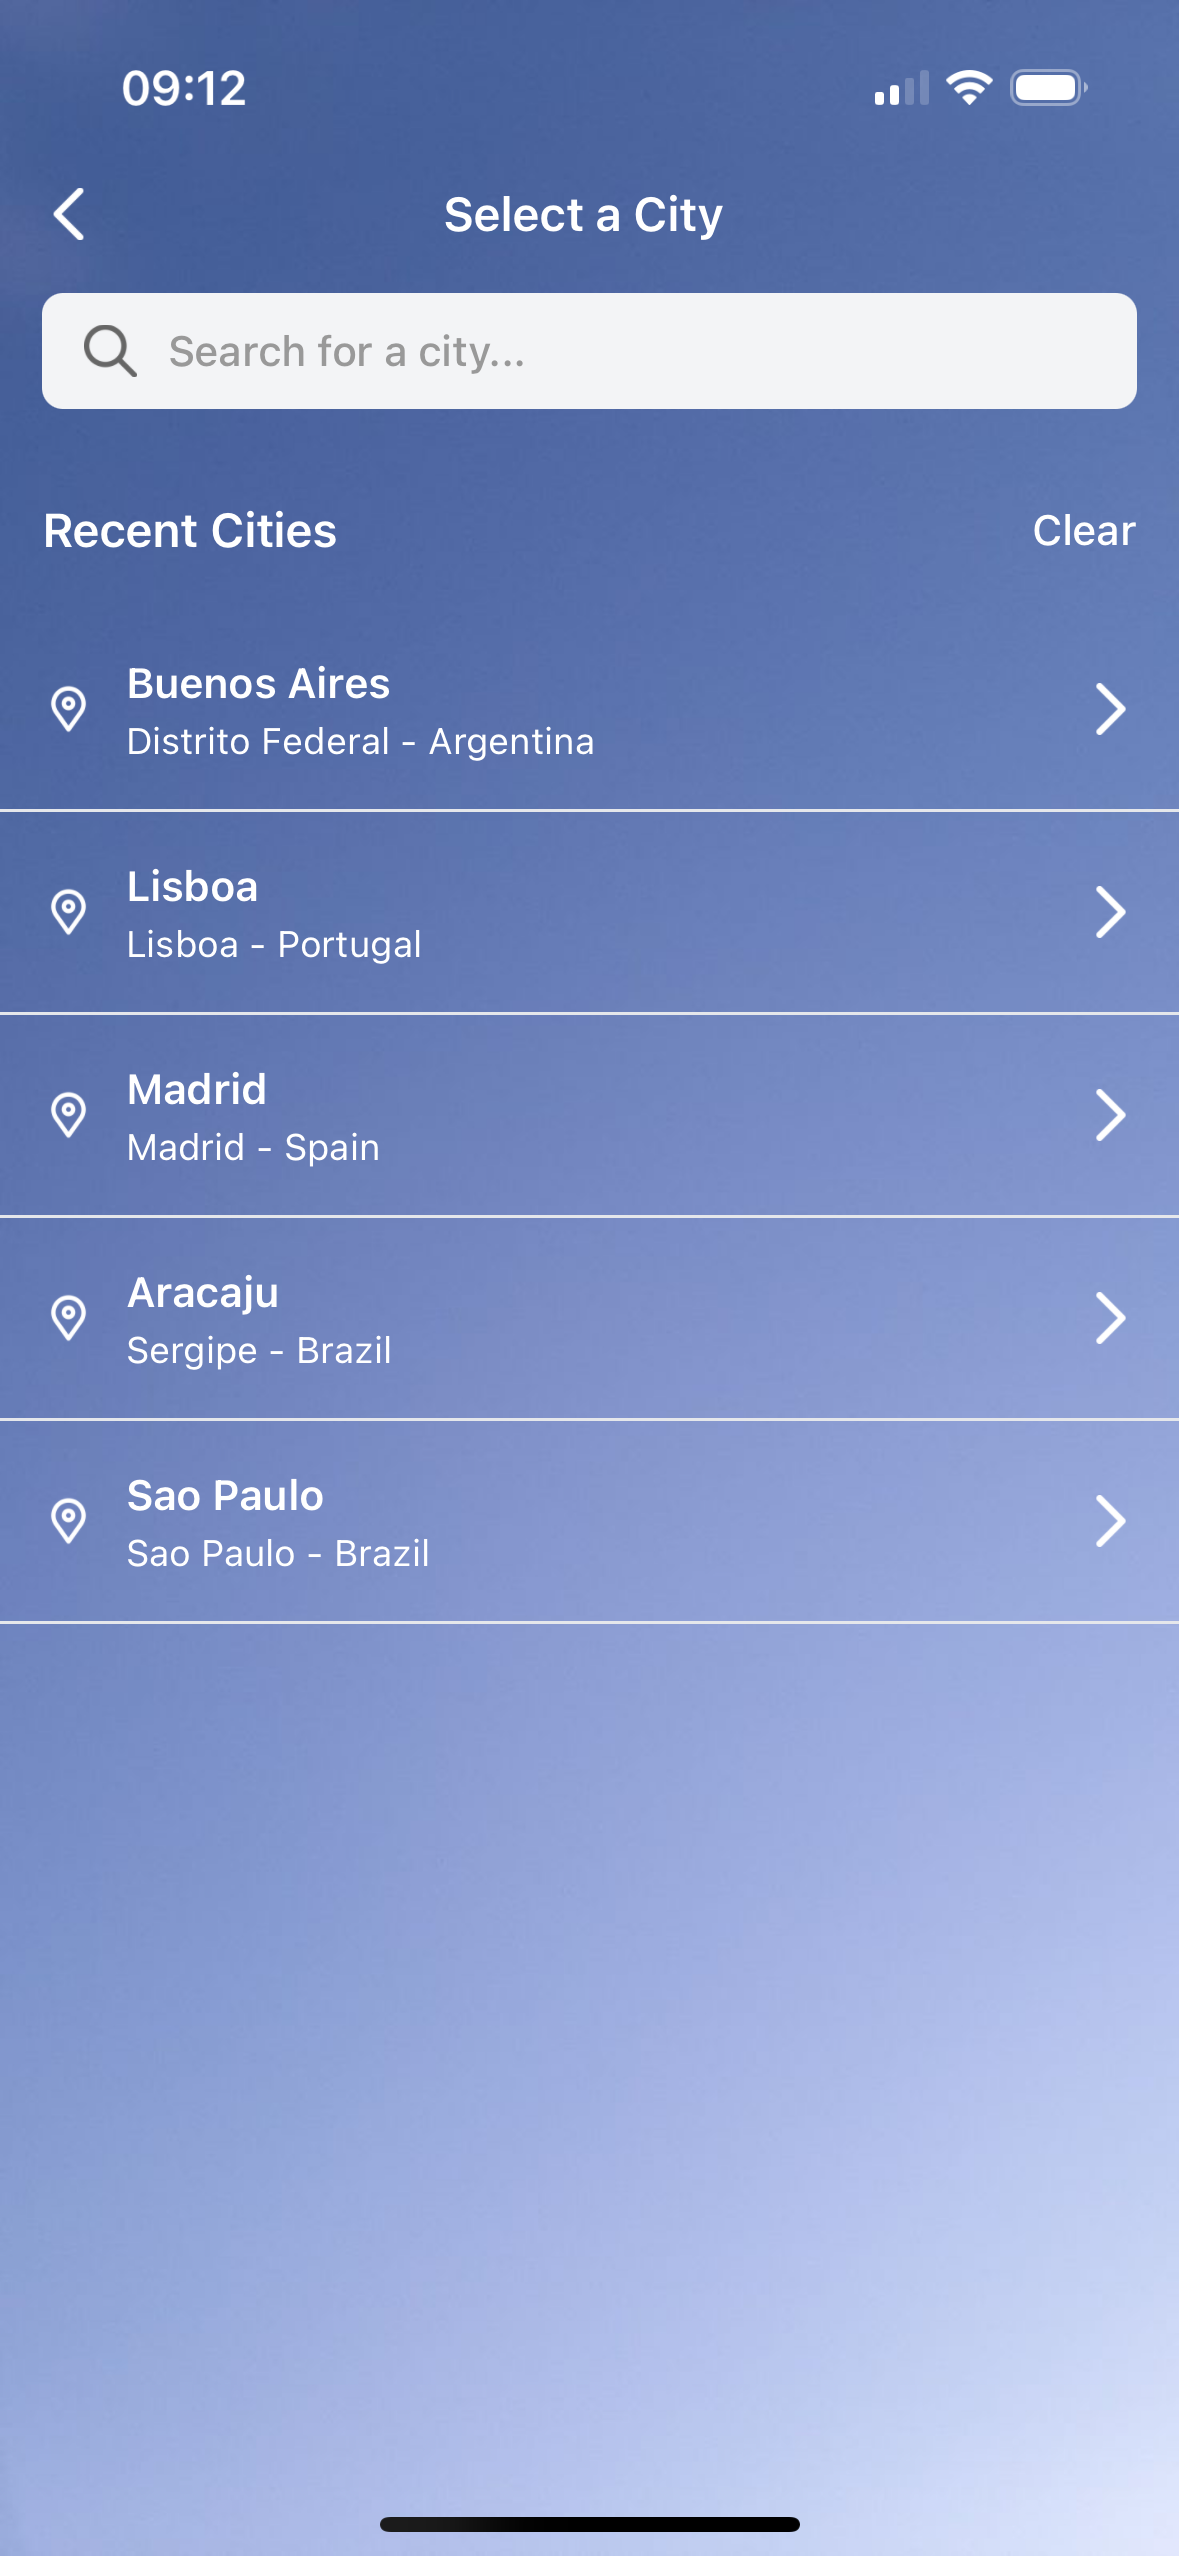 09:12
Select a City
Search for a city...
Recent Cities
Clear
Buenos Aires
Distrito Federal - Argentina
Lisboa
Lisboa - Portugal
Madrid
Madrid - Spain
Aracaju
Sergipe - Brazil
Sao Paulo
Sao Paulo - Brazil